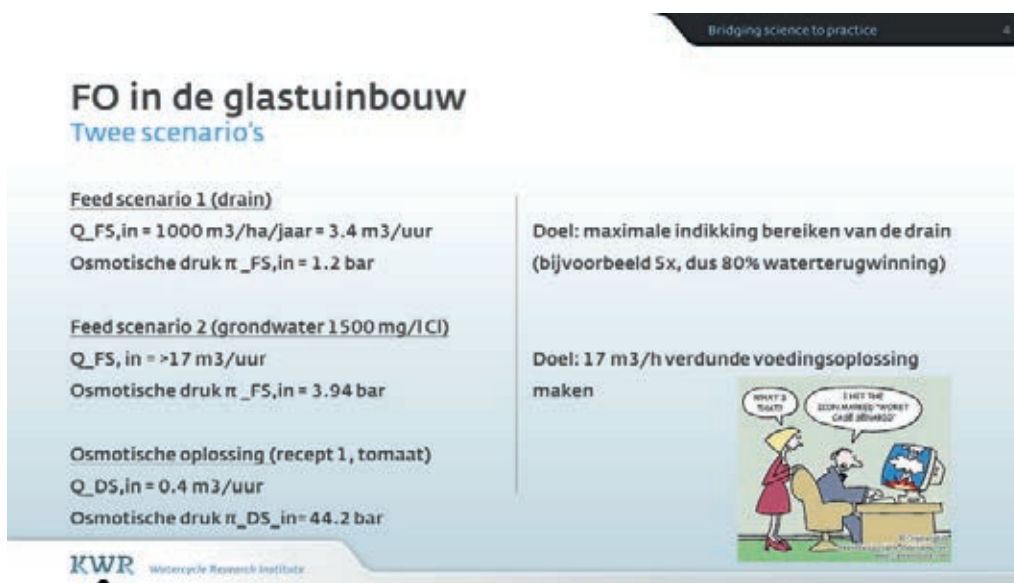 Bridging science to practice 4
FO in de glastuinbouw
Twee scenario's
Feed scenario 1 (drain)
Q_FS,in = 1000 m3/ha/jaar = 3.4 m3/uur
Osmotische druk π _FS,in = 1.2 bar
Doel: maximale indikking bereiken van de drain
(bijvoorbeeld 5x, dus 80% waterterugwinning)
Feed scenario 2 (grondwater 1500 mg/l Cl)
Q_FS, in = >17 m3/uur
Osmotische druk π _FS,in = 3.94 bar
Doel: 17 m3/h verdunde voedingsoplossing
maken
WHAT'S
THAT?
I HIT THE
ICON MARKED "WORST
CASE SENARIO"
Osmotische oplossing (recept 1, tomaat)
Q_DS,in = 0.4 m3/uur
Osmotische druk π_DS_in= 44.2 bar
KWR Watercycle Research Institute